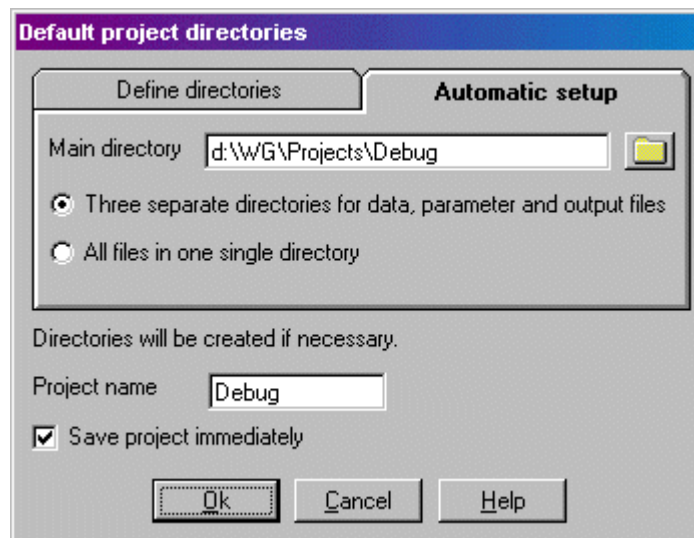 Default project directories
Define directories
Automatic setup
Main directory d:\WG\Projects\Debug
Three separate directories for data, parameter and output files
All files in one single directory
Directories will be created if necessary.
Project name Debug
Save project immediately
Ok Cancel Help